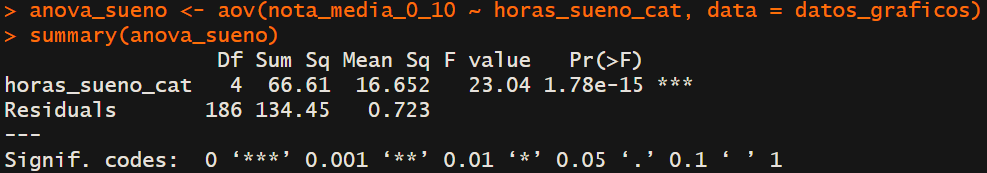 > anova_sueno <- aov(nota_media_0_10 ~ horas_sueno_cat, data = datos_graficos)
> summary(anova_sueno)
                 Df Sum Sq Mean Sq F value   Pr(>F)
horas_sueno_cat   4  66.61  16.652   23.04 1.78e-15 ***
Residuals       186 134.45   0.723
---
Signif. codes:  0 ‘***’ 0.001 ‘**’ 0.01 ‘*’ 0.05 ‘.’ 0.1 ‘ ’ 1